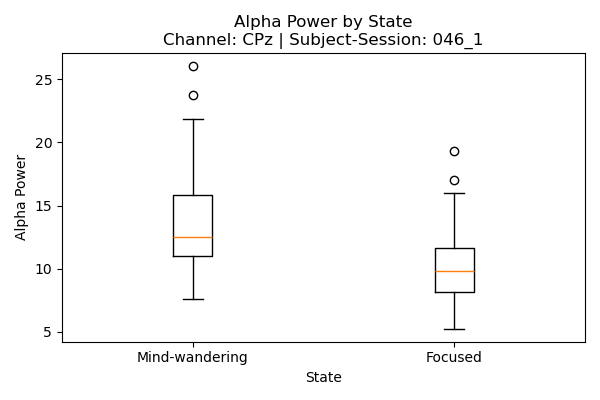 Alpha Power by State
Channel: CPz | Subject-Session: 046_1
Alpha Power
25
20
15
10
5
Mind-wandering
Focused
State